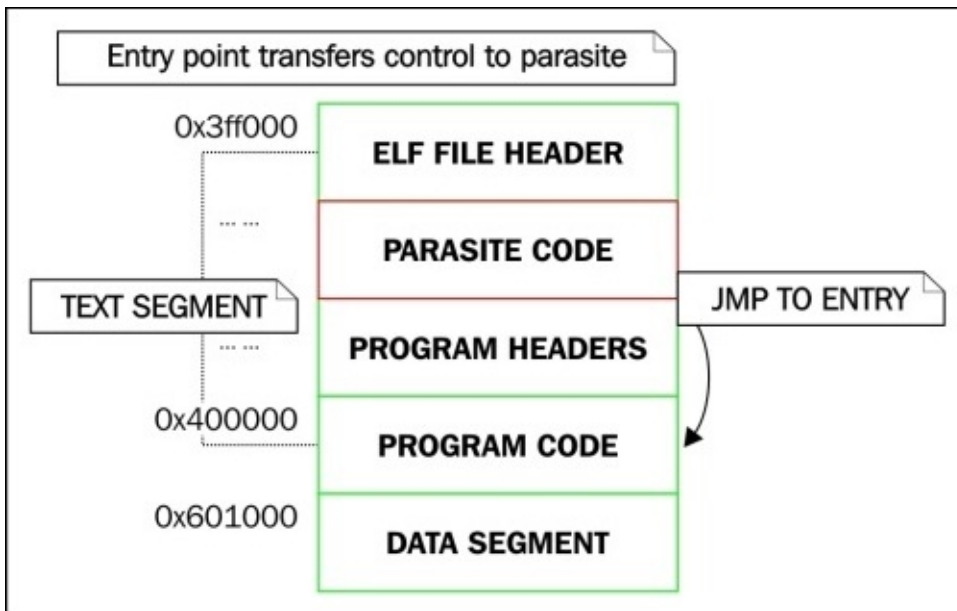 Entry point transfers control to parasite
0x3ff000
ELF FILE HEADER
... ...
PARASITE CODE
TEXT SEGMENT
JMP TO ENTRY
... ...
PROGRAM HEADERS
0x400000
PROGRAM CODE
0x601000
DATA SEGMENT